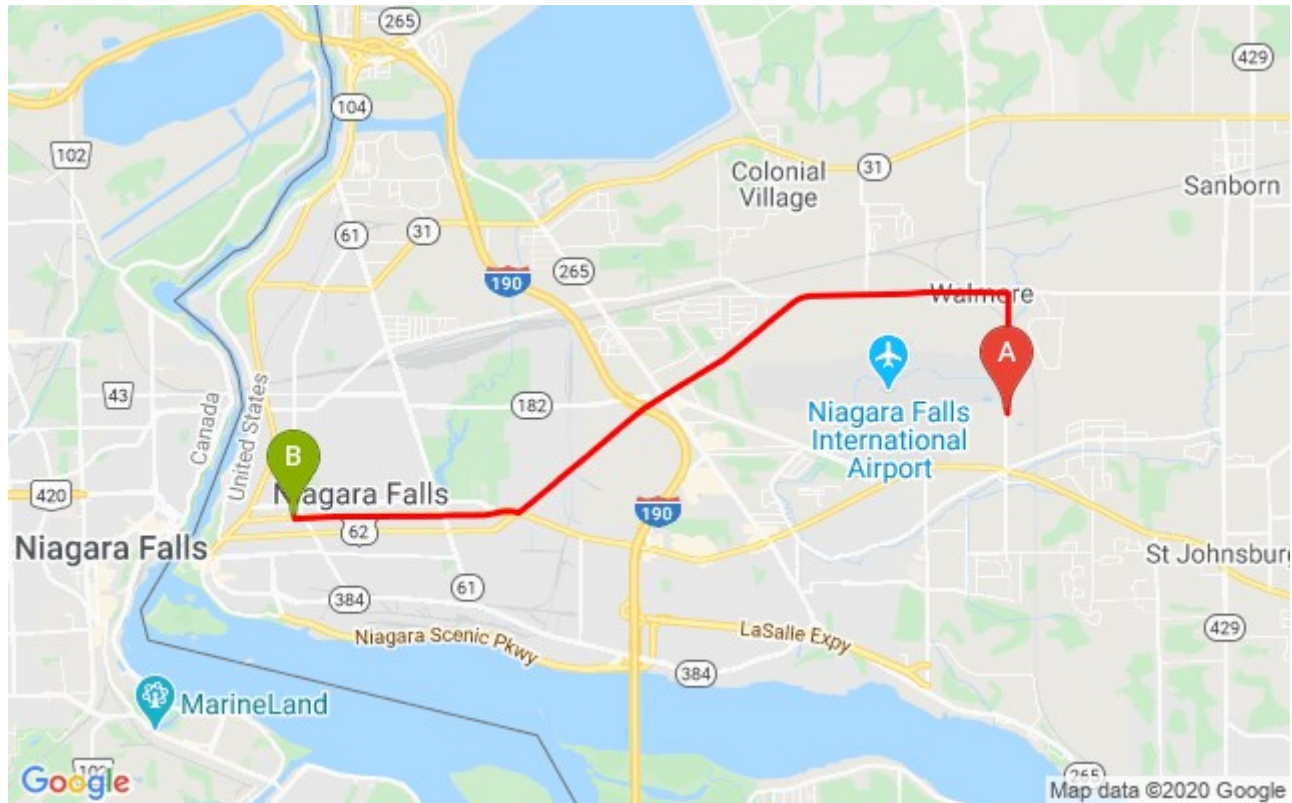 265
429
104
102
Colonial
Village
31
Sanborn
61
31
265
190
Walmore
A
43
182
Canada
United States
Niagara Falls
International
Airport
B
420
Niagara Falls
62
190
Niagara Falls
St Johnsburg
384
61
Niagara Scenic Pkwy
LaSalle Expy
429
384
MarineLand
Google
265
Map data ©2020 Google